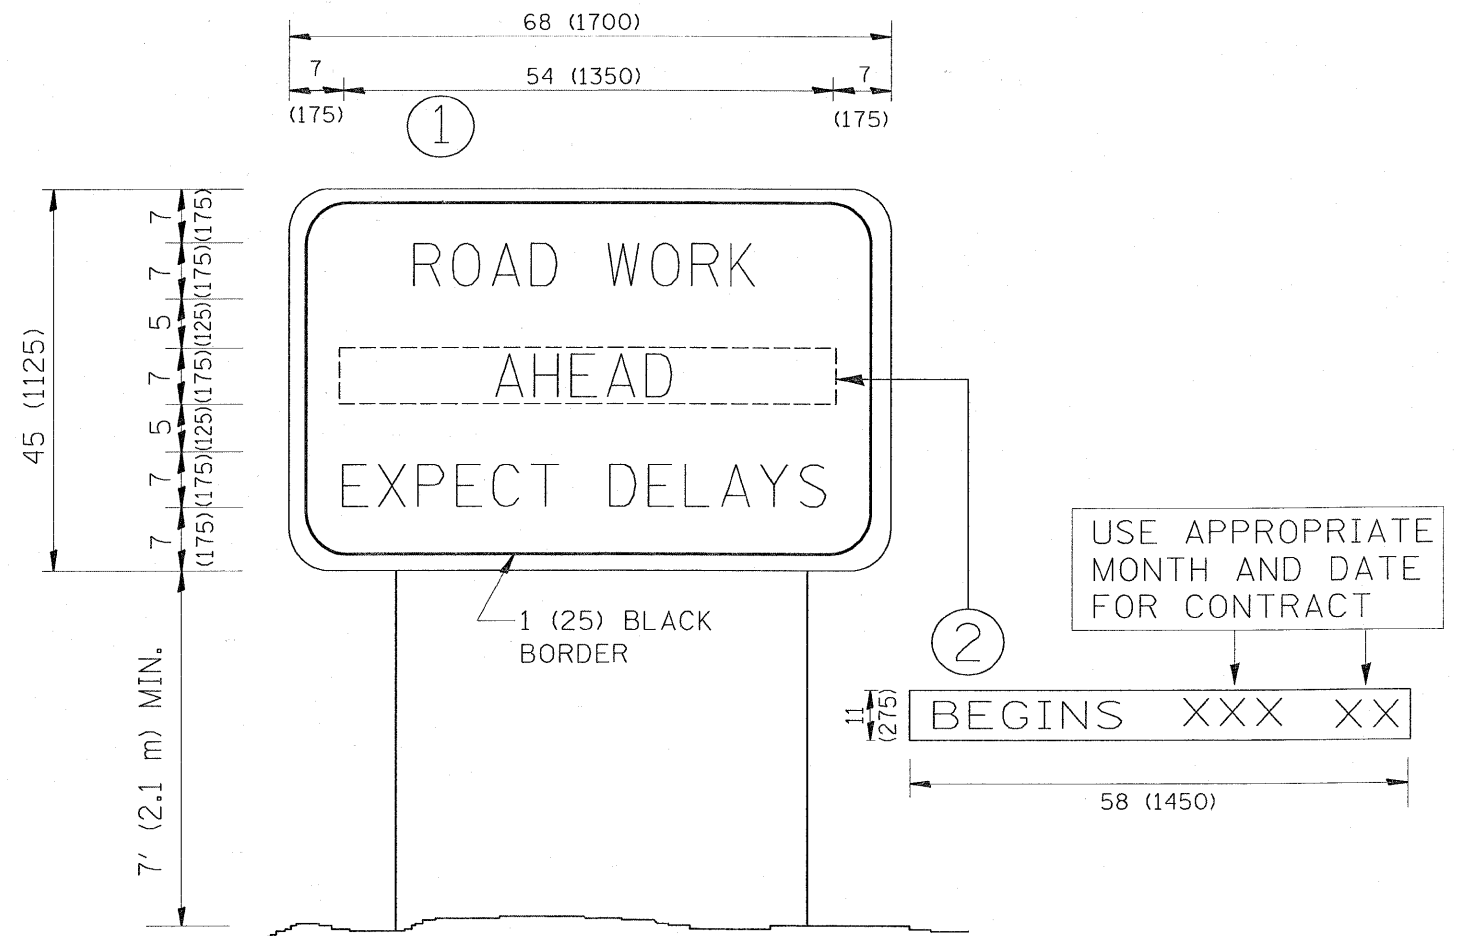 68 (1700)
7
54 (1350)
7
(175)
(175)
1
7
(175)
7
(175)
5
(125)
7
(175)
5
(125)
7
(175)
7
(175)
45 (1125)
ROAD WORK
AHEAD
EXPECT DELAYS
1 (25) BLACK
BORDER
7' (2.1 m) MIN.
2
USE APPROPRIATE
MONTH AND DATE
FOR CONTRACT
11
(275)
BEGINS XXX XX
58 (1450)